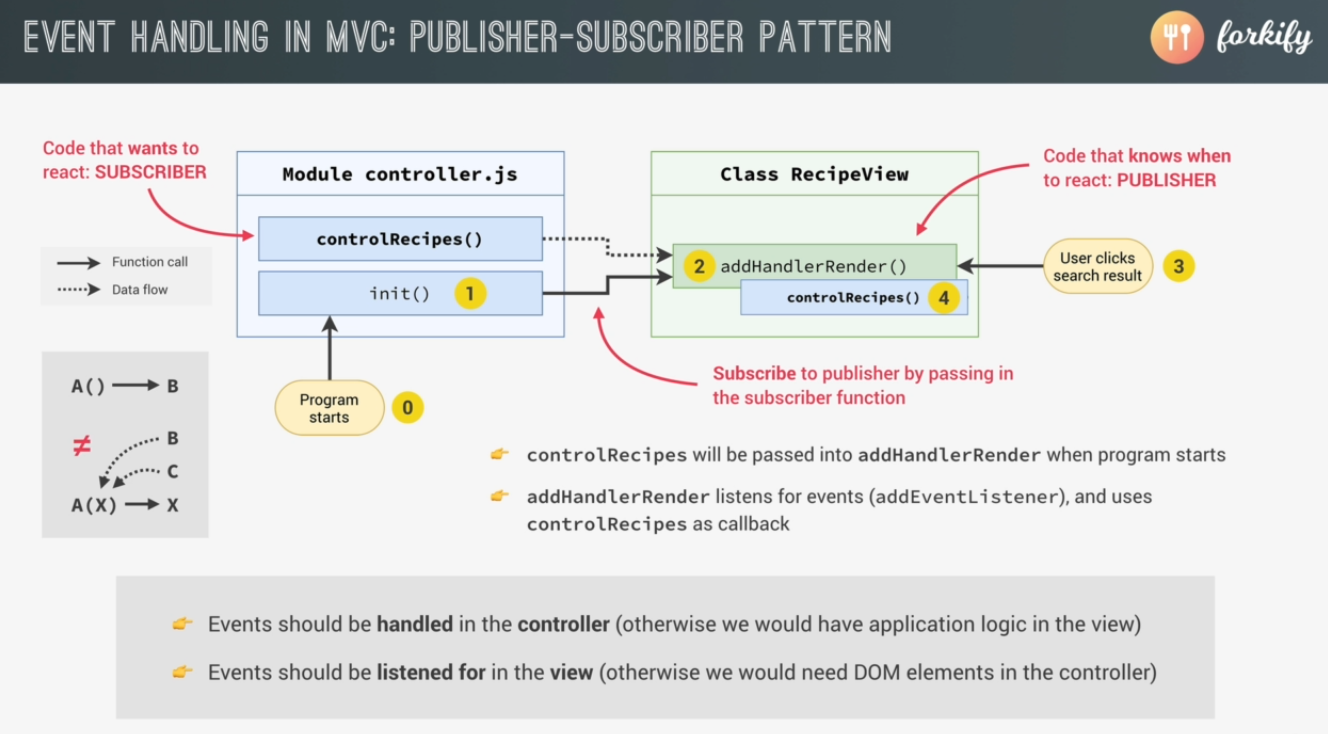 EVENT HANDLING IN MVC: PUBLISHER-SUBSCRIBER PATTERN
forkify
Code that wants to
react: SUBSCRIBER
Module controller.js
controlRecipes()
init()
1
Class RecipeView
2
addHandlerRender()
controlRecipes()
4
Code that knows when
to react: PUBLISHER
User clicks
search result
3
Function call
Data flow
Program
starts
0
Subscribe to publisher by passing in
the subscriber function
A() B
≠
B
C
A(X) X
👉 controlRecipes will be passed into addHandlerRender when program starts
👉 addHandlerRender listens for events (addEventListener), and uses
controlRecipes as callback
👉 Events should be handled in the controller (otherwise we would have application logic in the view)
👉 Events should be listened for in the view (otherwise we would need DOM elements in the controller)